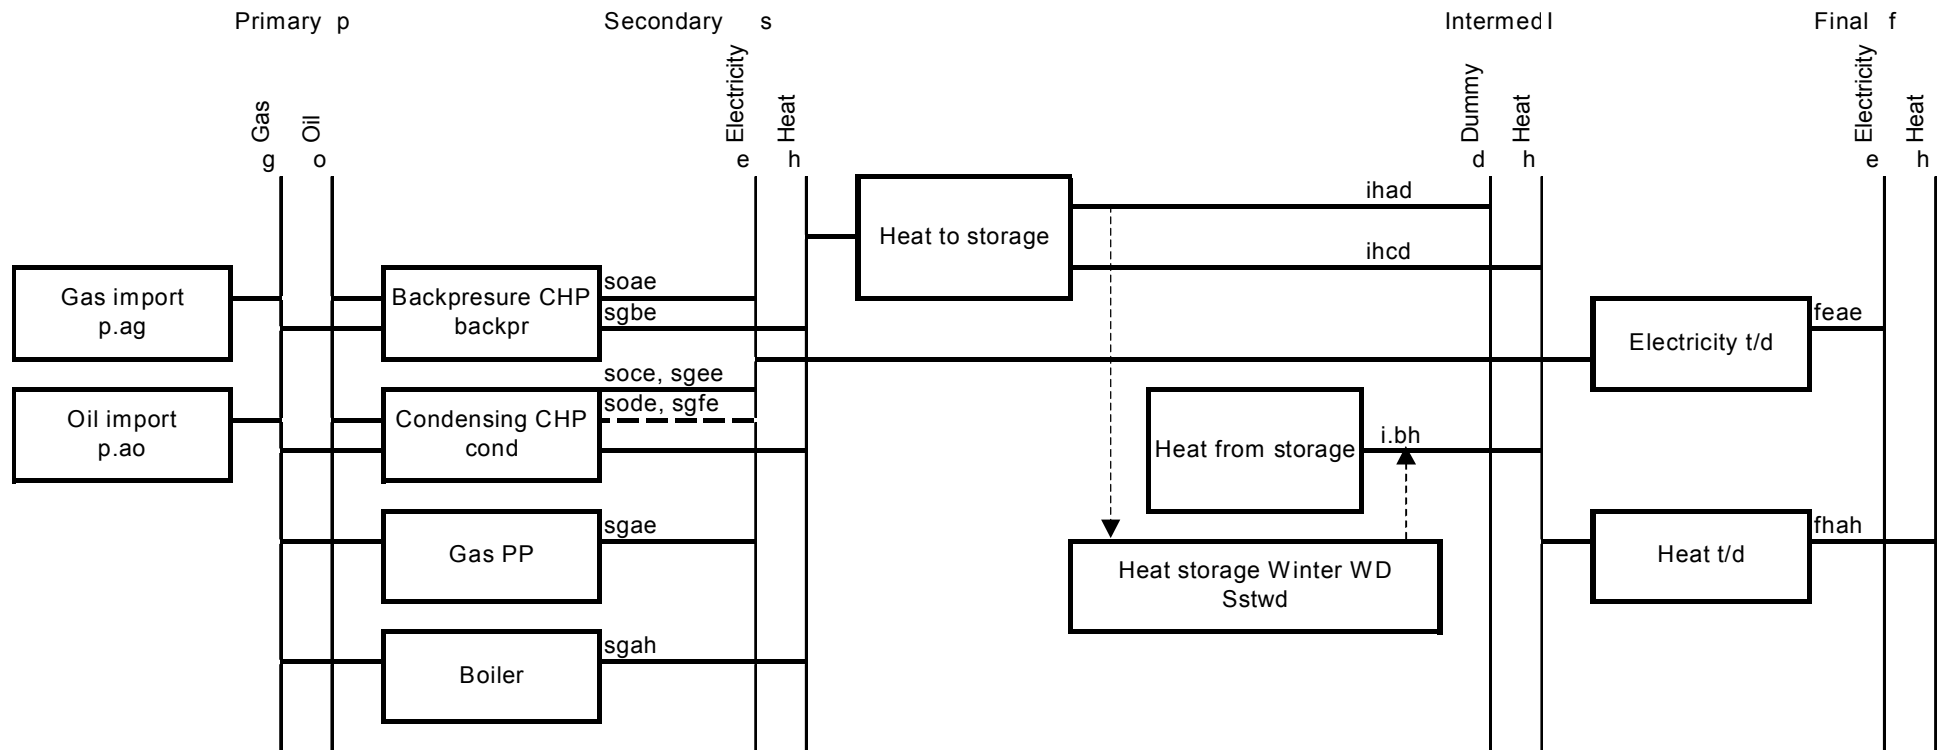 Primary p
Secondary s
Intermed l
Final f
Gas
g
Oil
o
Electricity
e
Heat
h
Dummy
d
Heat
h
Electricity
e
Heat
h
Heat to storage
ihad
ihcd
Gas import
p.ag
Backpresure CHP
backpr
soae
sgbe
Electricity t/d
feae
Oil import
p.ao
Condensing CHP
cond
soce, sgee
sode, sgfe
Heat from storage
i.bh
Gas PP
sgae
Heat storage Winter WD
Sstwd
Heat t/d
fhah
Boiler
sgah